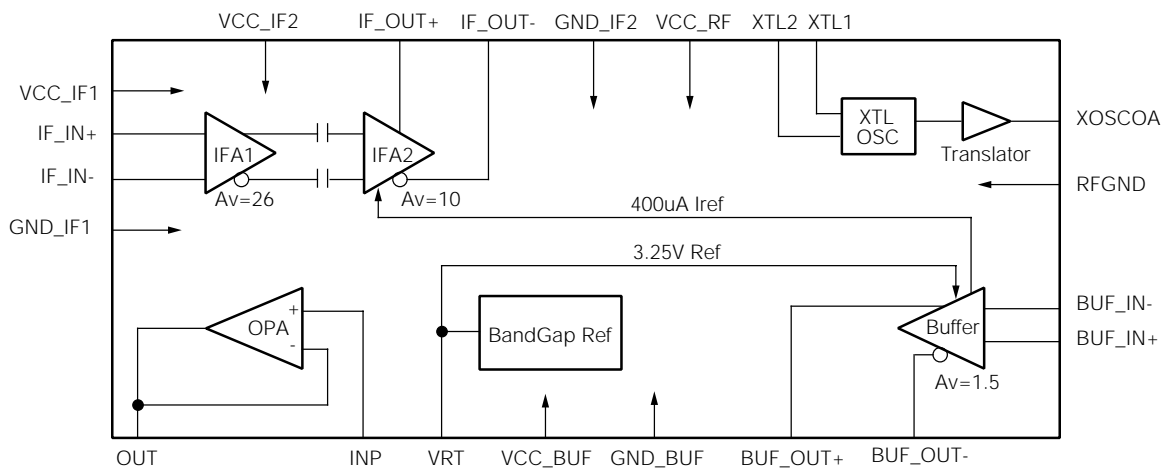 VCC_IF2 IF_OUT+ IF_OUT- GND_IF2 VCC_RF XTL2 XTL1
VCC_IF1
IF_IN+
IF_IN-
GND_IF1
IFA1
Av=26
IFA2
Av=10
XTL
OSC
Translator
XOSCOA
RFGND
400uA Iref
3.25V Ref
OPA
+
-
BandGap Ref
Buffer
Av=1.5
BUF_IN-
BUF_IN+
OUT INP VRT VCC_BUF GND_BUF BUF_OUT+ BUF_OUT-